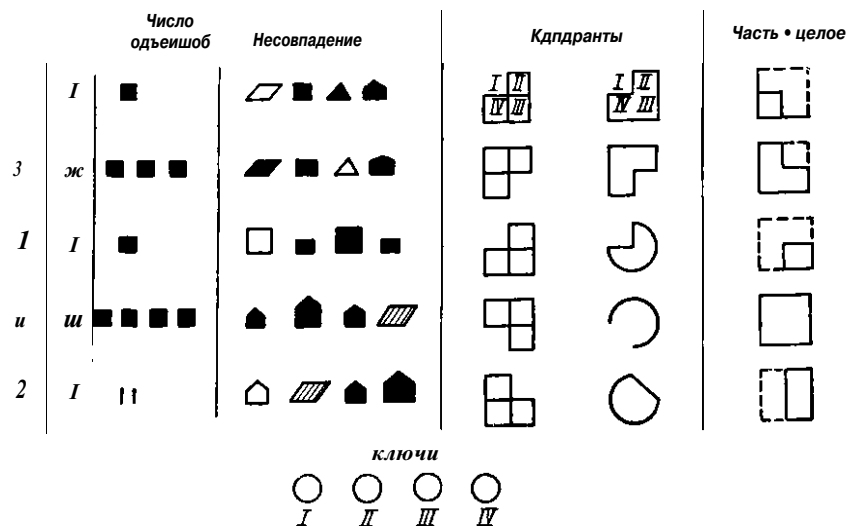 Число одъеишоб
Несовпадение
Кдпдранты
Часть • целое
I
I II
IV III
I II
IV III
3 ж
1 I
и ш
2 I
ключи
I II III IV